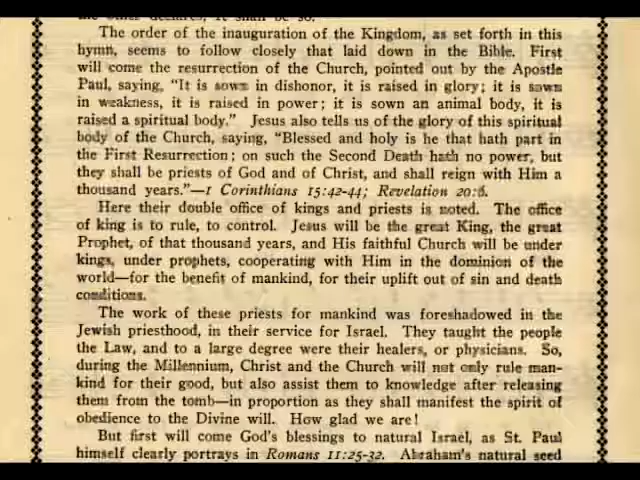 the other declares, it shall be so.
The order of the inauguration of the Kingdom, as set forth in this
hymn, seems to follow closely that laid down in the Bible. First
will come the resurrection of the Church, pointed out by the Apostle
Paul, saying, “It is sown in dishonor, it is raised in glory; it is sown
in weakness, it is raised in power; it is sown an animal body, it is
raised a spiritual body.” Jesus also tells us of the glory of this spiritual
body of the Church, saying, “Blessed and holy is he that hath part in
the First Resurrection; on such the Second Death hath no power, but
they shall be priests of God and of Christ, and shall reign with Him a
thousand years.”—1 Corinthians 15:42-44; Revelation 20:6.
Here their double office of kings and priests is noted. The office
of king is to rule, to control. Jesus will be the great King, the great
Prophet, of that thousand years, and His faithful Church will be under
kings, under prophets, cooperating with Him in the dominion of the
world—for the benefit of mankind, for their uplift out of sin and death
conditions.
The work of these priests for mankind was foreshadowed in the
Jewish priesthood, in their service for Israel. They taught the people
the Law, and to a large degree were their healers, or physicians. So,
during the Millennium, Christ and the Church will not only rule man-
kind for their good, but also assist them to knowledge after releasing
them from the tomb—in proportion as they shall manifest the spirit of
obedience to the Divine will. How glad we are!
But first will come God's blessings to natural Israel, as St. Paul
himself clearly portrays in Romans 11:25-32. Abraham's natural seed